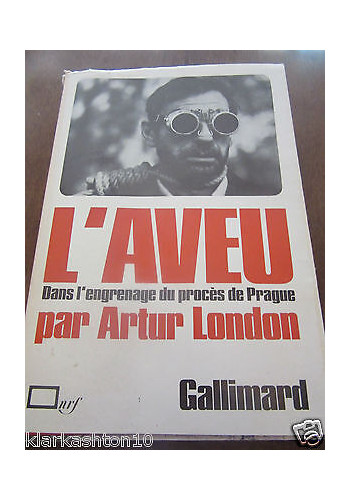 L'AVEU
Dans l'engrenage du procès de Prague
par Artur London
Gallimard
nrf
klarkashton10